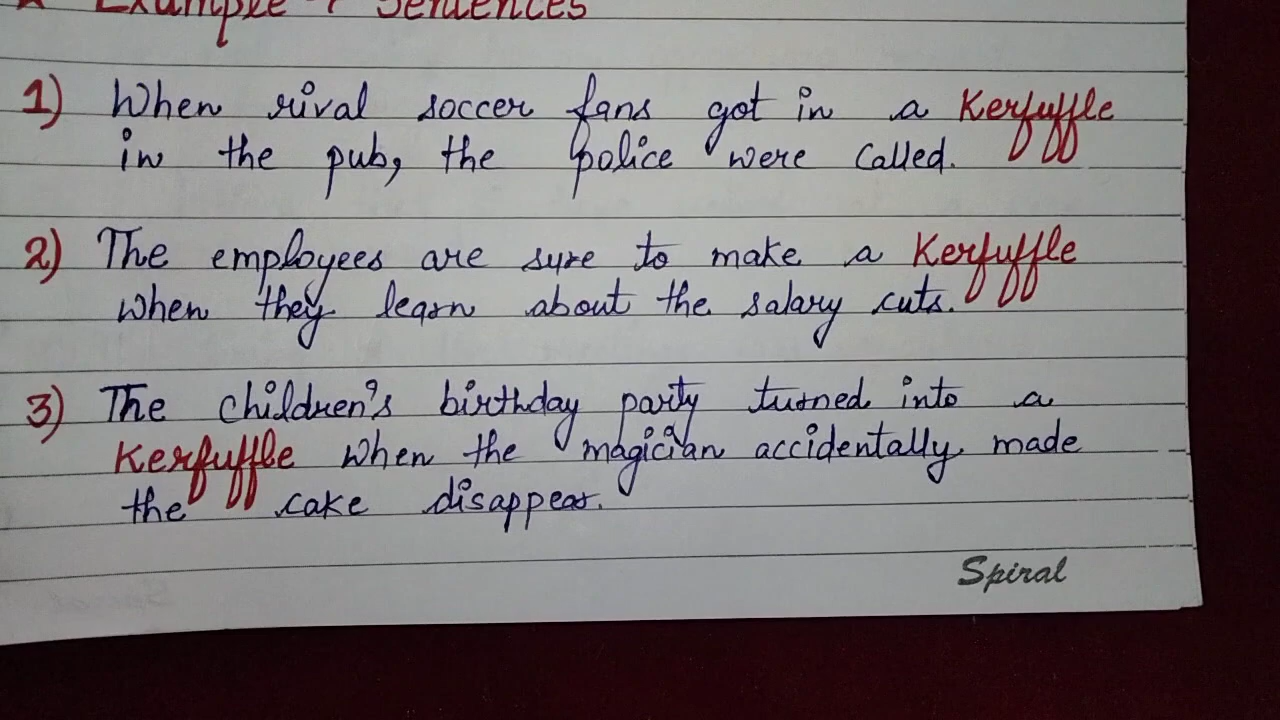 * Example : Sentences
1) When rival soccer fans got in a Kerfuffle
in the pub, the police were called.
2) The employees are sure to make a Kerfuffle
when they learn about the salary cuts.
3) The children's birthday party turned into a
Kerfuffle when the magician accidentally made
the cake disappear.
Spiral